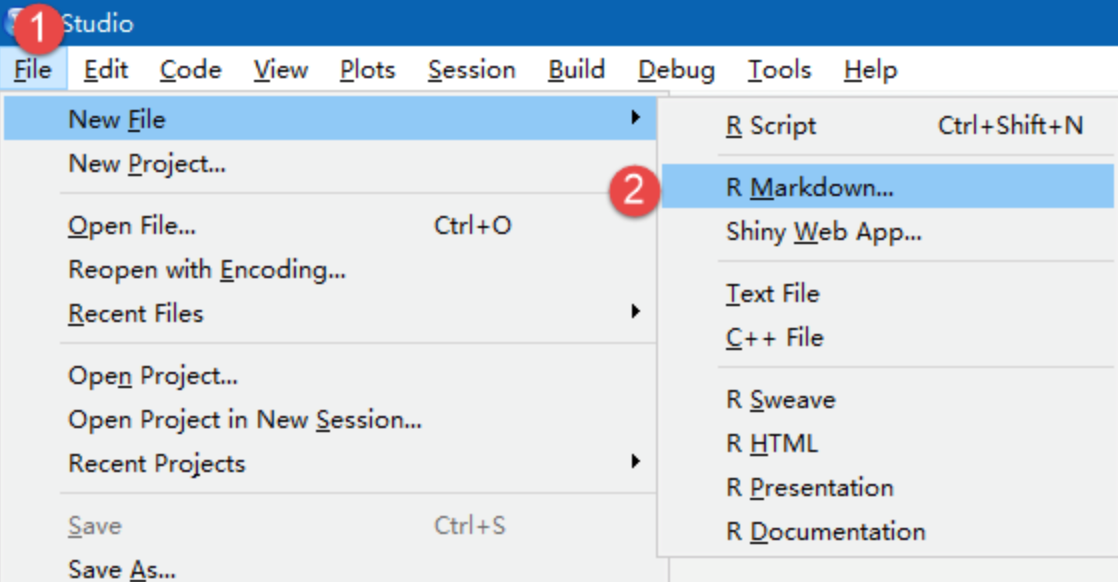 1
Studio
File Edit Code View Plots Session Build Debug Tools Help
New File
New Project...
Open File... Ctrl+O
Reopen with Encoding...
Recent Files
Open Project...
Open Project in New Session...
Recent Projects
Save Ctrl+S
Save As...
R Script Ctrl+Shift+N
2
R Markdown...
Shiny Web App...
Text File
C++ File
R Sweave
R HTML
R Presentation
R Documentation